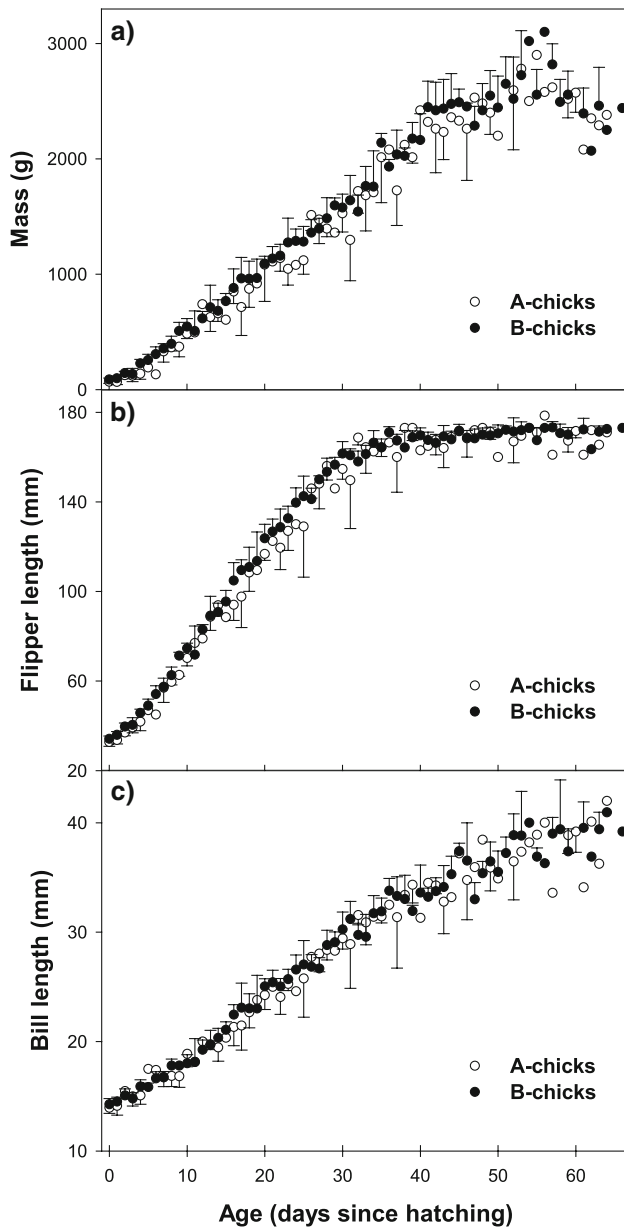 a)
3000
2000
1000
0
Mass (g)
A-chicks
B-chicks
b)
180
140
100
60
20
Flipper length (mm)
A-chicks
B-chicks
c)
40
30
20
10
Bill length (mm)
A-chicks
B-chicks
0 10 20 30 40 50 60
Age (days since hatching)